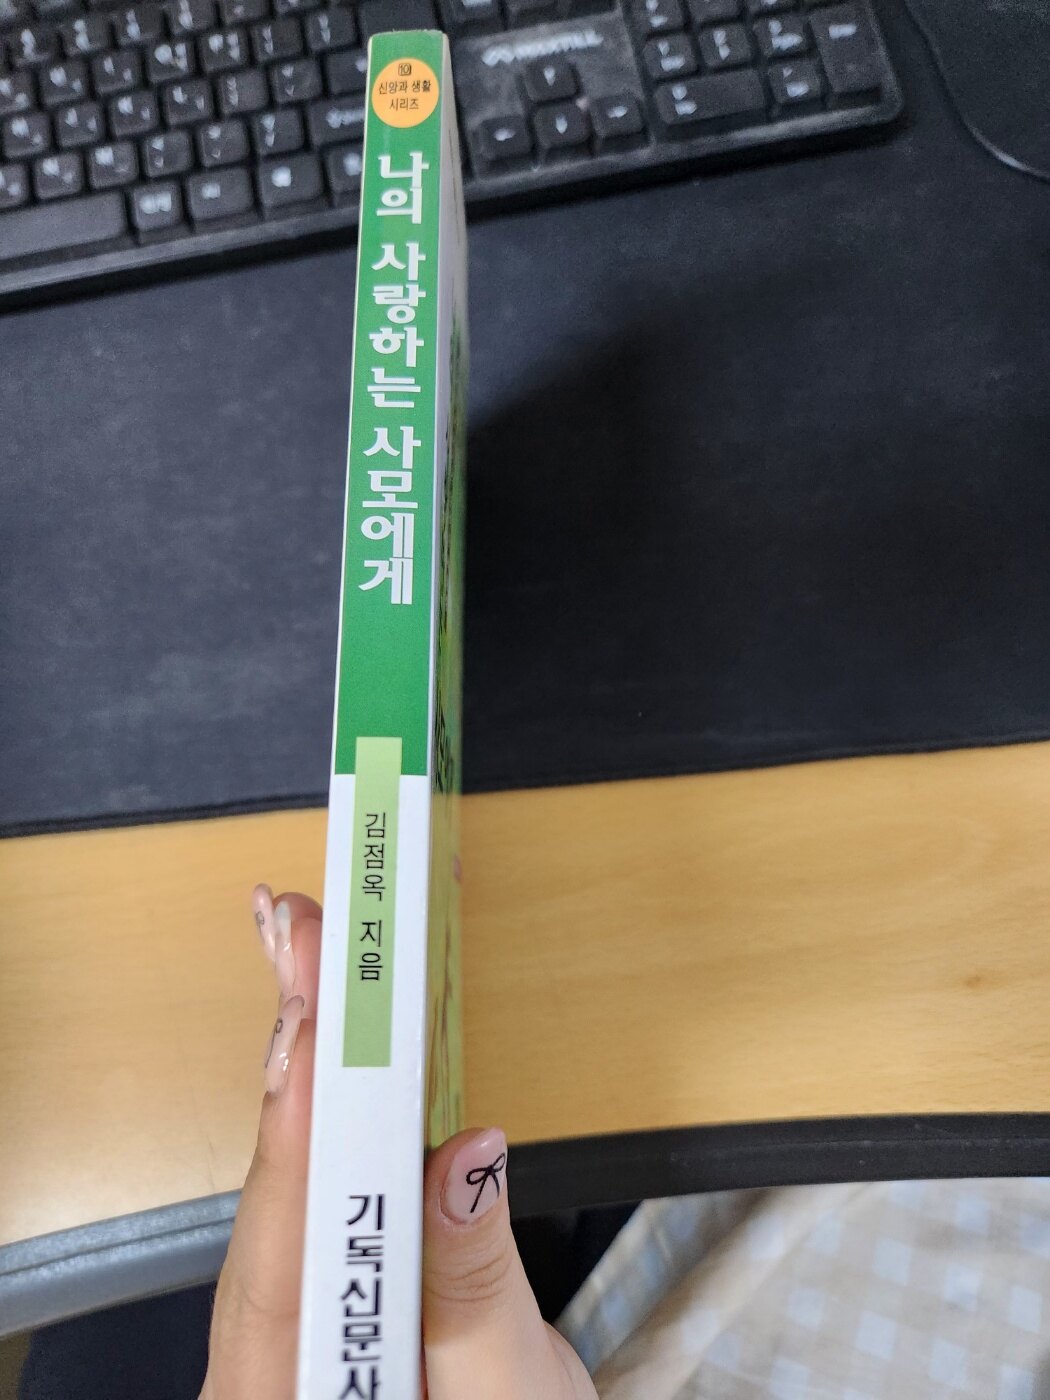 10
신앙과 생활
시리즈
나의 사랑하는 사모에게
김점옥 지음
기독신문사